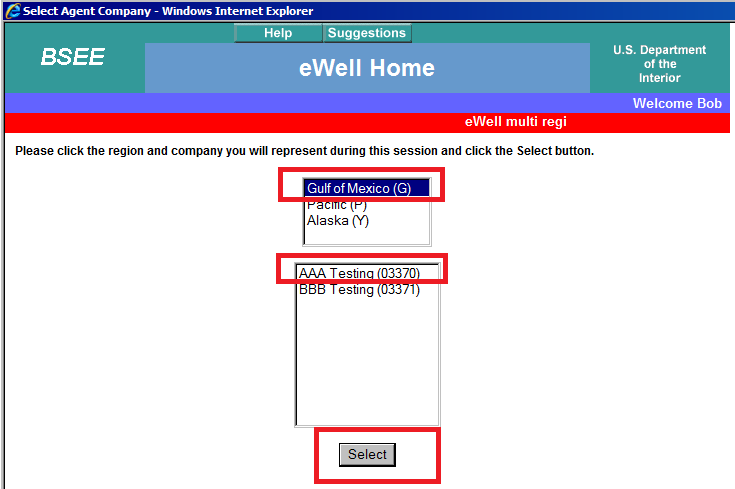 Select Agent Company - Windows Internet Explorer
Help Suggestions
BSEE
eWell Home
U.S. Department
of the
Interior
Welcome Bob
eWell multi regi
Please click the region and company you will represent during this session and click the Select button.
Gulf of Mexico (G)
Pacific (P)
Alaska (Y)
AAA Testing (03370)
BBB Testing (03371)
Select